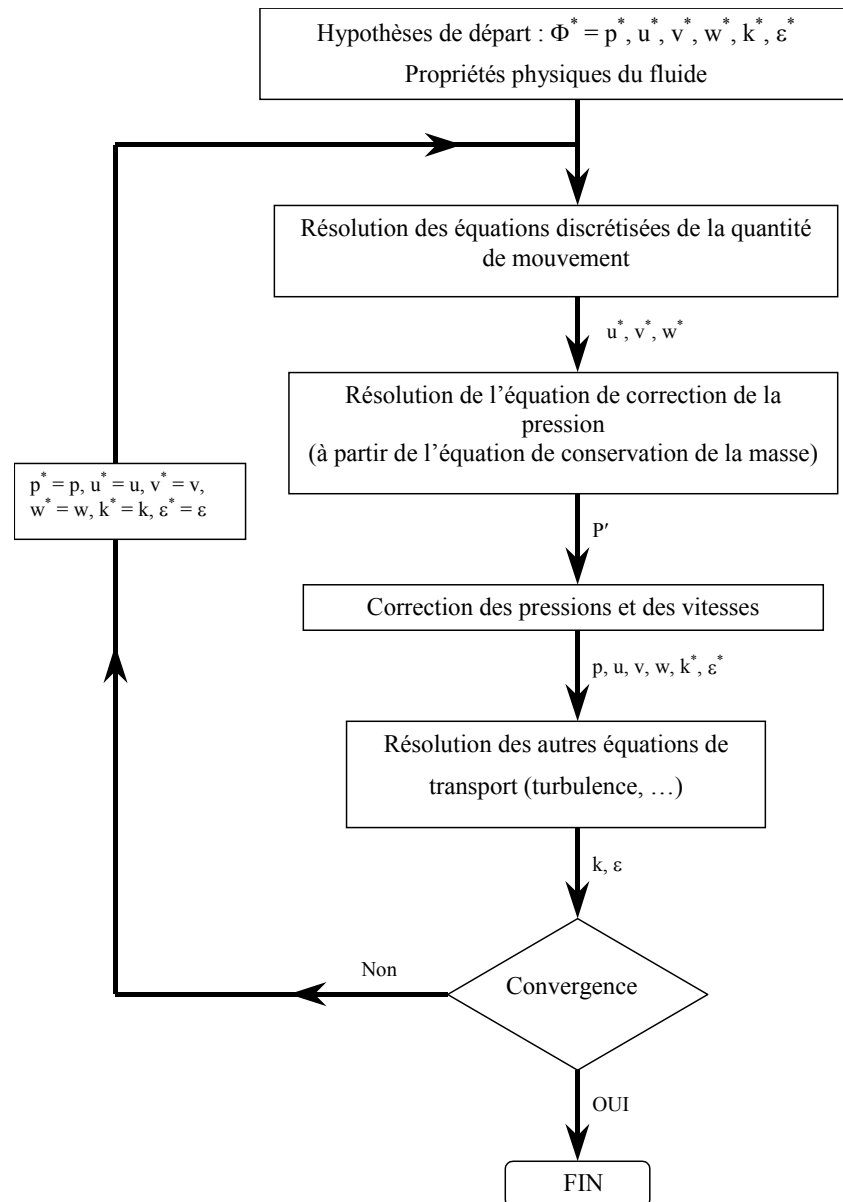 Hypothèses de départ : Φ* = p*, u*, v*, w*, k*, ε*
Propriétés physiques du fluide
Résolution des équations discrétisées de la quantité
de mouvement
u*, v*, w*
Résolution de l’équation de correction de la
pression
(à partir de l’équation de conservation de la masse)
p* = p, u* = u, v* = v,
w* = w, k* = k, ε* = ε
P′
Correction des pressions et des vitesses
p, u, v, w, k*, ε*
Résolution des autres équations de
transport (turbulence, …)
k, ε
Non
Convergence
OUI
FIN